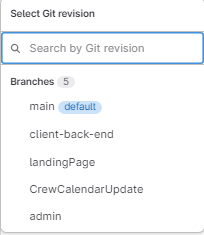 Select Git revision
Search by Git revision
Branches 5
main default
client-back-end
landingPage
CrewCalendarUpdate
admin